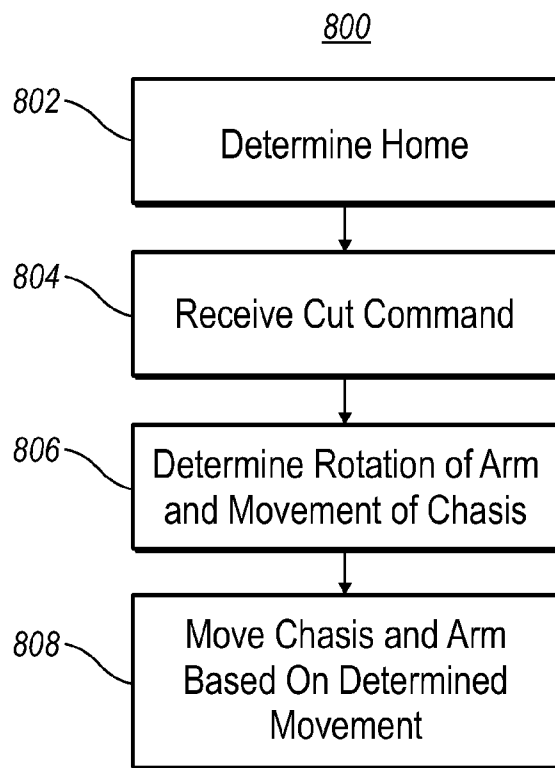 800
802
Determine Home
804
Receive Cut Command
806
Determine Rotation of Arm
and Movement of Chasis
808
Move Chasis and Arm
Based On Determined
Movement